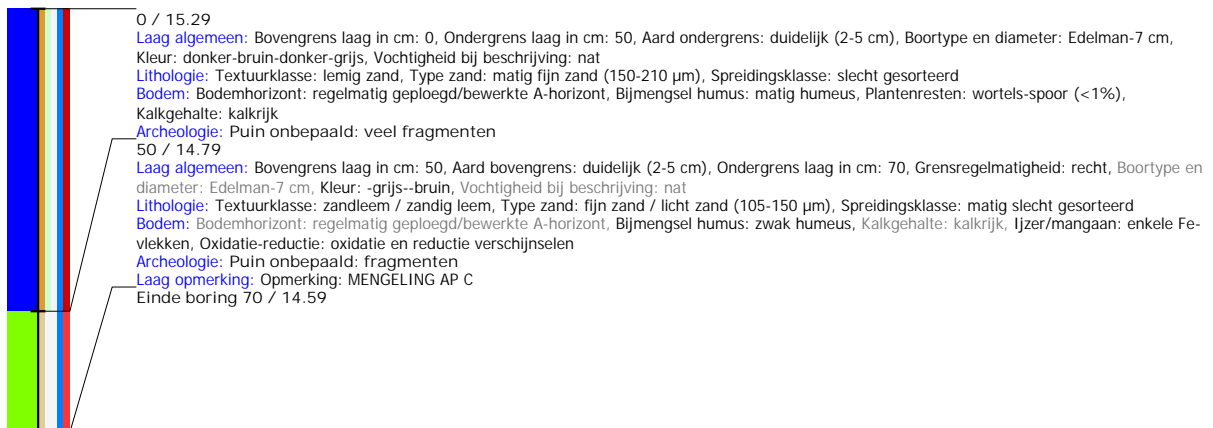 0 / 15.29
Laag algemeen: Bovengrens laag in cm: 0, Ondergrens laag in cm: 50, Aard ondergrens: duidelijk (2-5 cm), Boortype en diameter: Edelman-7 cm,
Kleur: donker-bruin-donker-grijs, Vochtigheid bij beschrijving: nat
Lithologie: Textuurklasse: lemig zand, Type zand: matig fijn zand (150-210 µm), Spreidingsklasse: slecht gesorteerd
Bodem: Bodemhorizont: regelmatig geploegd/bewerkte A-horizont, Bijmengsel humus: matig humeus, Plantenresten: wortels-spoor (<1%),
Kalkgehalte: kalkrijk
Archeologie: Puin onbepaald: veel fragmenten
50 / 14.79
Laag algemeen: Bovengrens laag in cm: 50, Aard bovengrens: duidelijk (2-5 cm), Ondergrens laag in cm: 70, Grensregelmatigheid: recht, Boortype en
diameter: Edelman-7 cm, Kleur: -grijs--bruin, Vochtigheid bij beschrijving: nat
Lithologie: Textuurklasse: zandleem / zandig leem, Type zand: fijn zand / licht zand (105-150 µm), Spreidingsklasse: matig slecht gesorteerd
Bodem: Bodemhorizont: regelmatig geploegd/bewerkte A-horizont, Bijmengsel humus: zwak humeus, Kalkgehalte: kalkrijk, Ijzer/mangaan: enkele Fe-
vlekken, Oxidatie-reductie: oxidatie en reductie verschijnselen
Archeologie: Puin onbepaald: fragmenten
Laag opmerking: Opmerking: MENGELING AP C
Einde boring 70 / 14.59